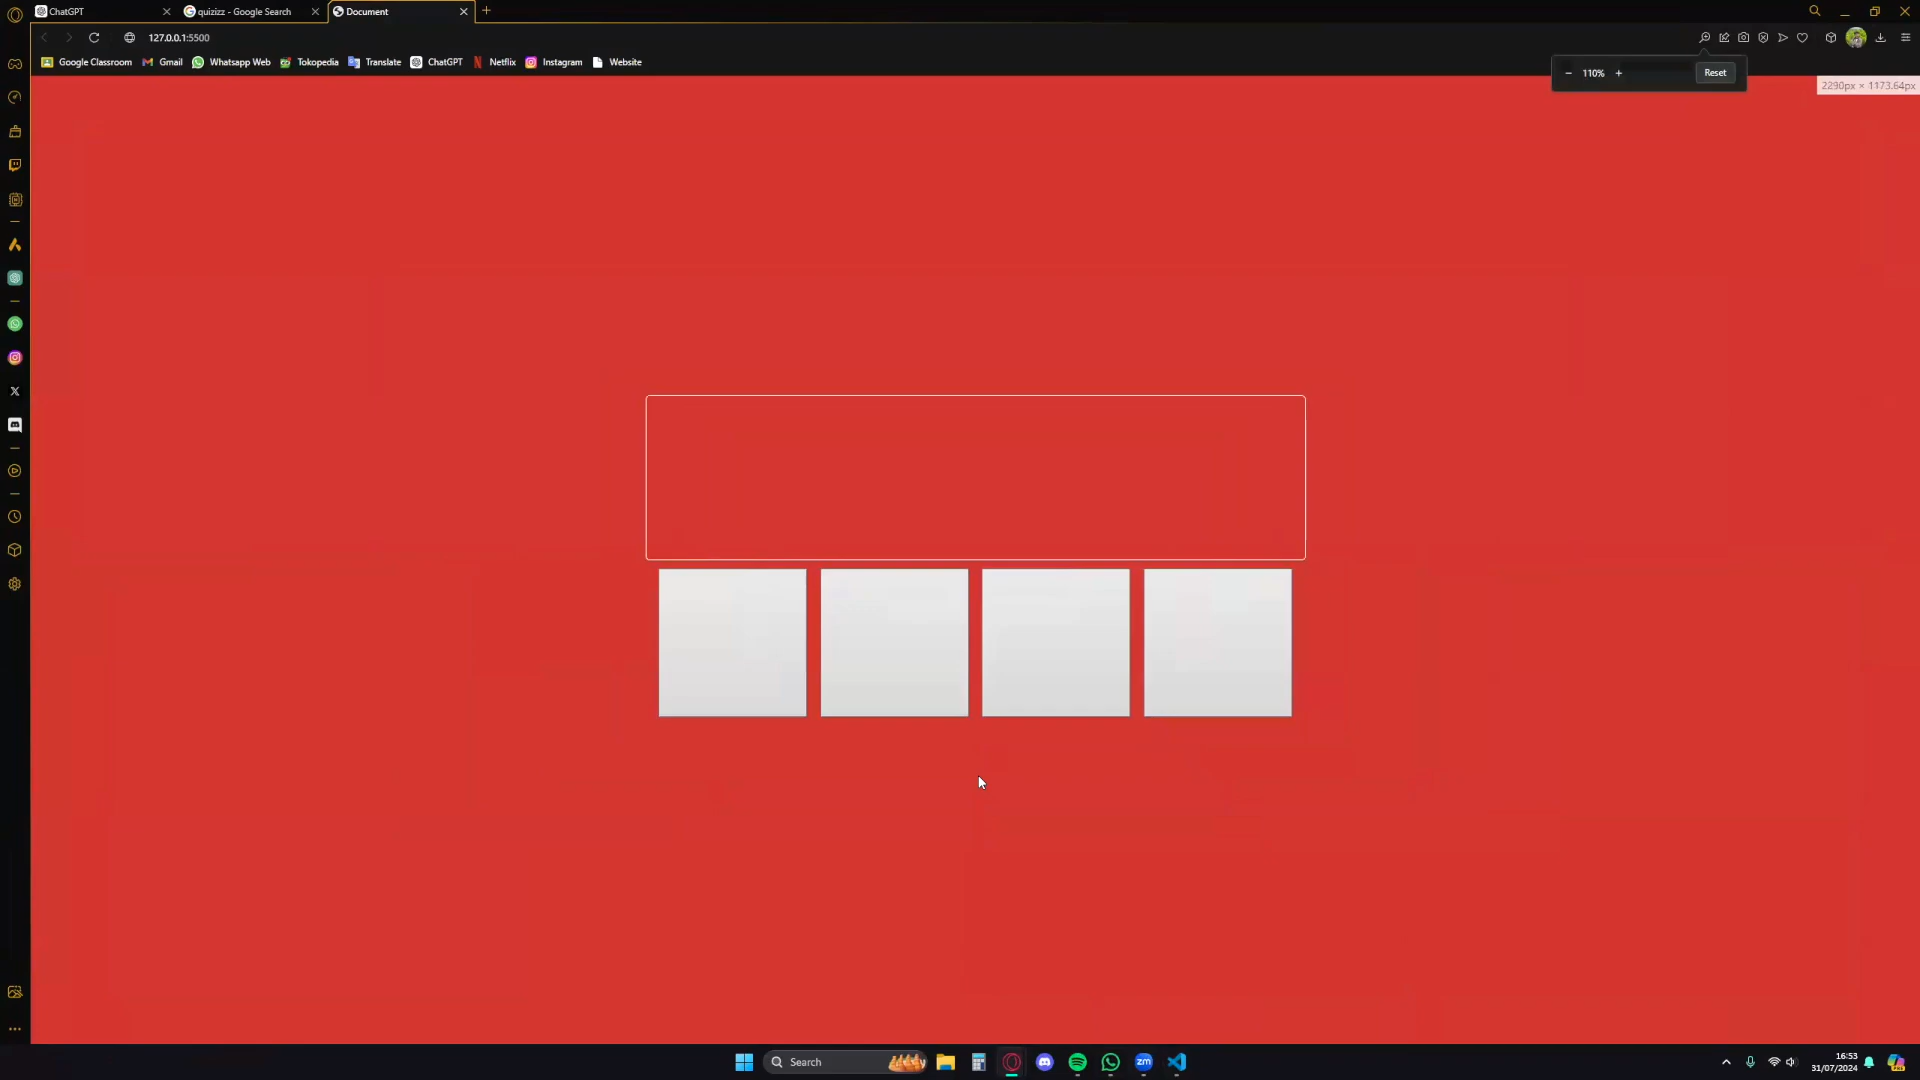 ChatGPT
quizizz - Google Search
Document
127.0.0.1:5500
Google Classroom
Gmail
Whatsapp Web
Tokopedia
Translate
ChatGPT
Netflix
Instagram
Website
110%
Reset
2290px × 1173.64px
Search
zm
16:53
31/07/2024